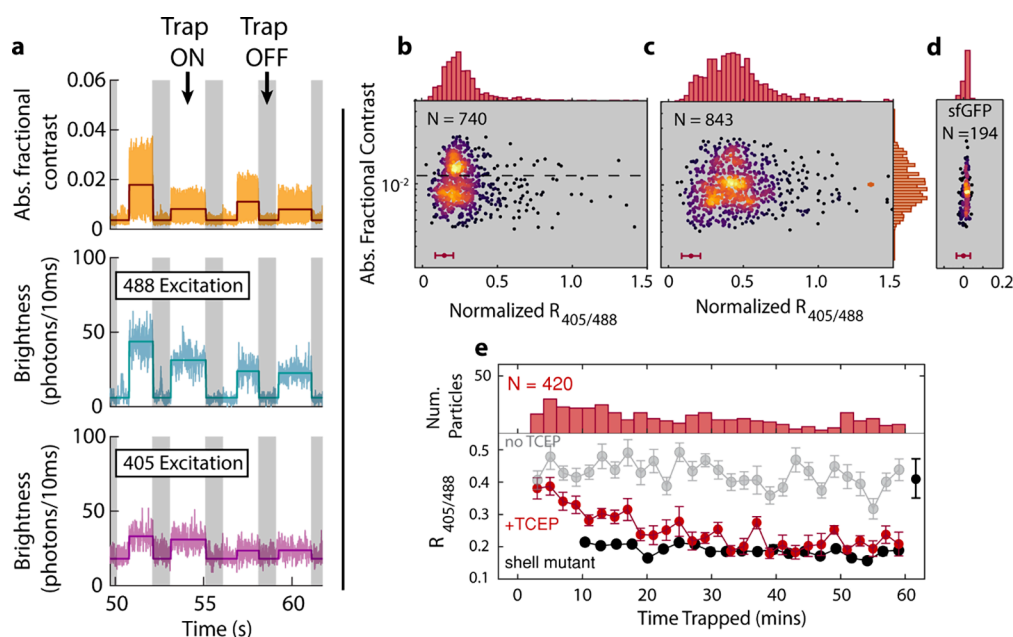 a
Trap
ON
Trap
OFF
Abs. fractional
contrast
0.06
0.04
0.02
0
Brightness
(photons/10ms)
100
50
0
488 Excitation
Brightness
(photons/10ms)
100
50
0
405 Excitation
50
55
60
Time (s)
b
Abs. Fractional Contrast
10-2
N = 740
0
0.5
1.0
1.5
Normalized R405/488
c
N = 843
0
0.5
1.0
1.5
Normalized R405/488
d
sfGFP
N =194
0
0.2
e
Num.
Particles
50
N = 420
R405/488
0.5
0.4
0.3
0.2
0.1
no TCEP
+TCEP
shell mutant
0
10
20
30
40
50
60
Time Trapped (mins)